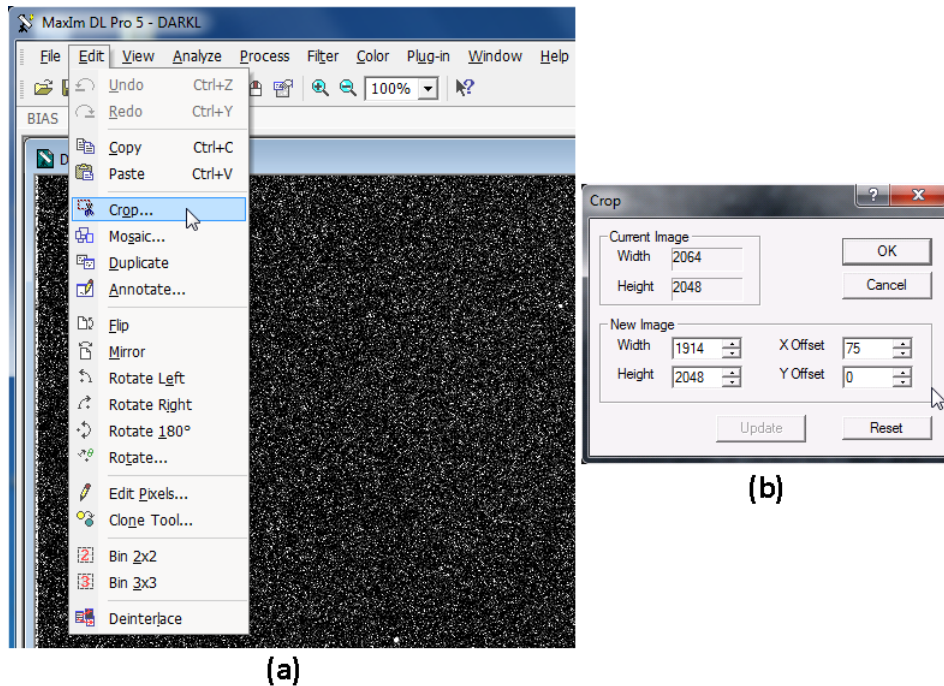 MaxIm DL Pro 5 - DARKL
File Edit View Analyze Process Filter Color Plug-in Window Help
100%
BIAS
D
Undo Ctrl+Z
Redo Ctrl+Y
Copy Ctrl+C
Paste Ctrl+V
Crop...
Mosaic...
Duplicate
Annotate...
Flip
Mirror
Rotate Left
Rotate Right
Rotate 180°
Rotate...
Edit Pixels...
Clone Tool...
2 Bin 2x2
3 Bin 3x3
Deinterlace
(a)
Crop
Current Image
Width 2064
Height 2048
OK
Cancel
New Image
Width 1914 X Offset 75
Height 2048 Y Offset 0
Update Reset
(b)